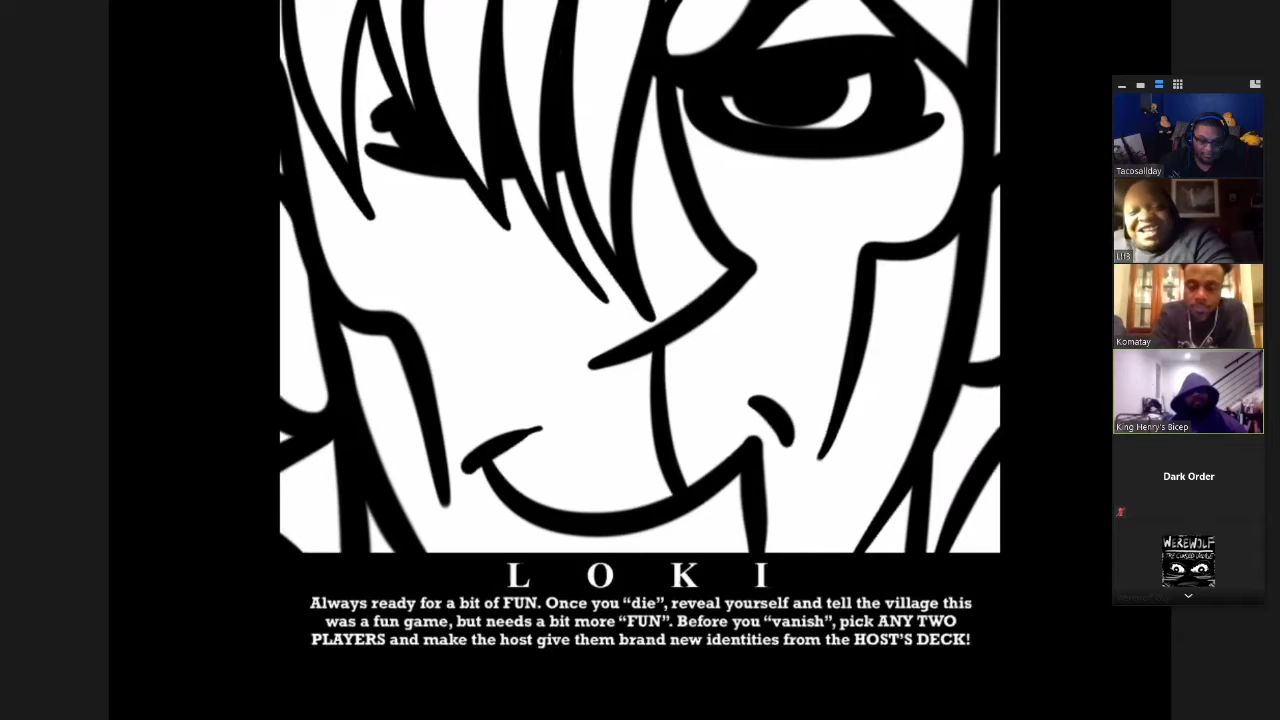 L O K I
Always ready for a bit of FUN. Once you “die”, reveal yourself and tell the village this
was a fun game, but needs a bit more “FUN”. Before you “vanish”, pick ANY TWO
PLAYERS and make the host give them brand new identities from the HOST’S DECK!
Tacosallday
Komatay
King Henry's Bicep
Dark Order
WEREWOLF